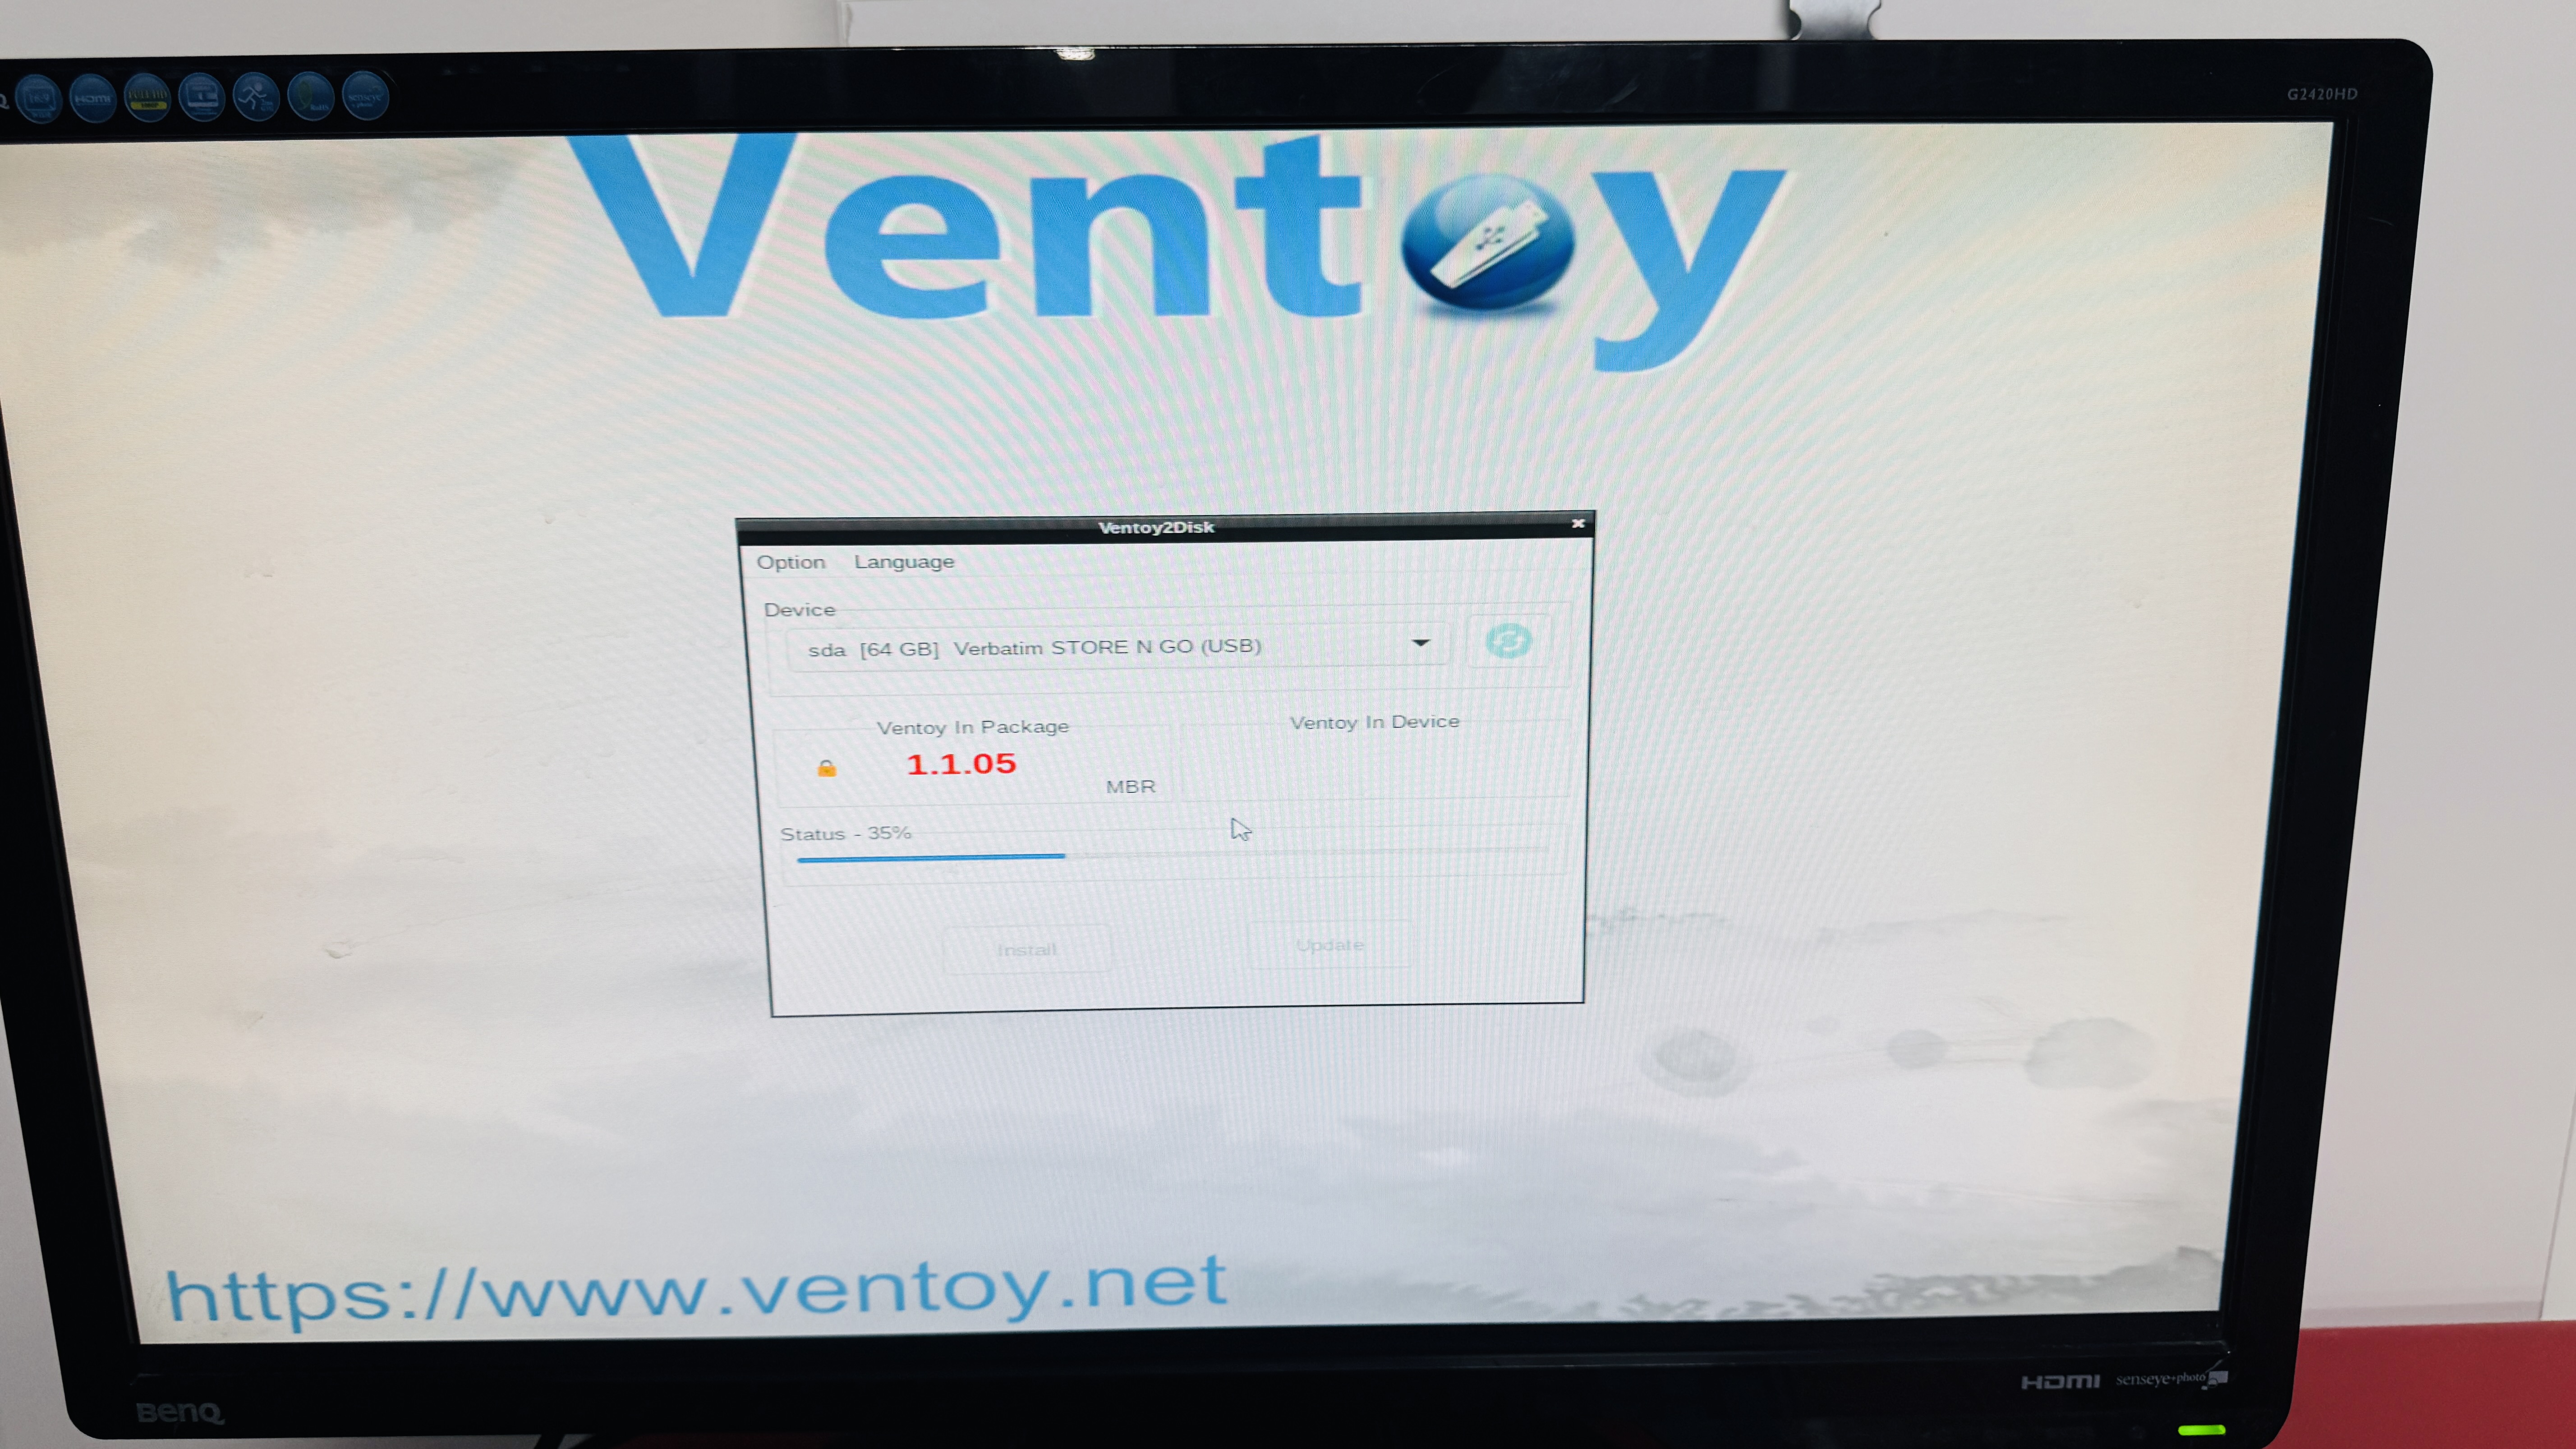 HDMI
G2420HD
Ventoy
Ventoy2Disk
Option Language
Device
sda [64 GB] Verbatim STORE N GO (USB)
Ventoy In Package
Ventoy In Device
1.1.05
MBR
Status - 35%
Install
Update
https://www.ventoy.net
BenQ
HDMI
senseye+photo